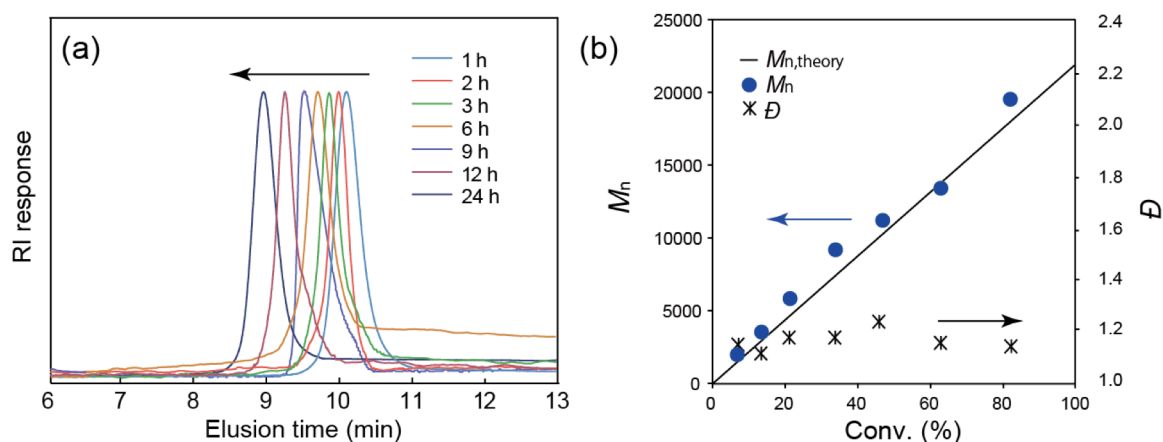 (a)
RI response
1 h
2 h
3 h
6 h
9 h
12 h
24 h
6 7 8 9 10 11 12 13
Elusion time (min)
(b)
Mn
25000
20000
15000
10000
5000
0
Mn,theory
Mn
Đ
0 20 40 60 80 100
Conv. (%)
2.4
2.2
2.0
1.8
1.6
1.4
1.2
1.0
Đ